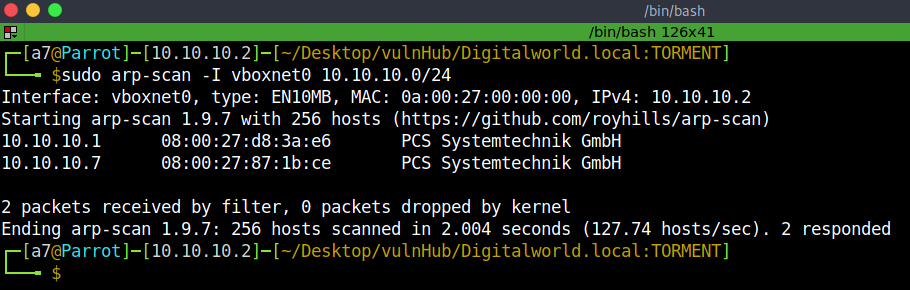 /bin/bash
/bin/bash 126x41
┌─[a7@Parrot]─[10.10.10.2]─[~/Desktop/vulnHub/Digitalworld.local:TORMENT]
└──╼ $sudo arp-scan -I vboxnet0 10.10.10.0/24
Interface: vboxnet0, type: EN10MB, MAC: 0a:00:27:00:00:00, IPv4: 10.10.10.2
Starting arp-scan 1.9.7 with 256 hosts (https://github.com/royhills/arp-scan)
10.10.10.1	08:00:27:d8:3a:e6	PCS Systemtechnik GmbH
10.10.10.7	08:00:27:87:1b:ce	PCS Systemtechnik GmbH
2 packets received by filter, 0 packets dropped by kernel
Ending arp-scan 1.9.7: 256 hosts scanned in 2.004 seconds (127.74 hosts/sec). 2 responded
┌─[a7@Parrot]─[10.10.10.2]─[~/Desktop/vulnHub/Digitalworld.local:TORMENT]
└──╼ $